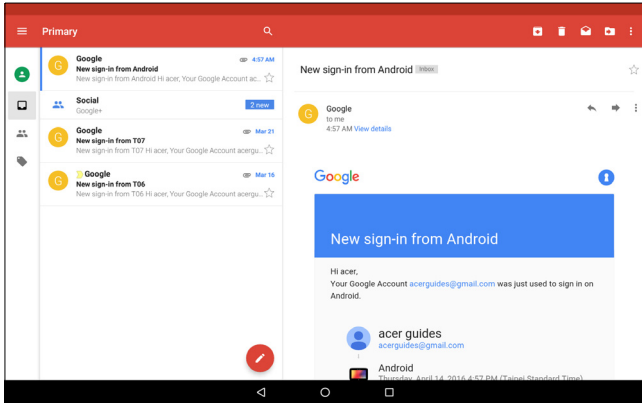 Primary
G
Google
4:57 AM
New sign-in from Android
New sign-in from Android Hi acer, Your Google Account ac...
Social
2 new
Google+
G
Google
Mar 21
New sign-in from T07
New sign-in from T07 Hi acer, Your Google Account acergu...
G
Google
Mar 16
New sign-in from T06
New sign-in from T06 Hi acer, Your Google Account acergu...
New sign-in from Android Inbox
G
Google
to me
4:57 AM View details
Google
New sign-in from Android
Hi acer,
Your Google Account acerguides@gmail.com was just used to sign in on
Android.
acer guides
acerguides@gmail.com
Android
Thursday, April 14, 2016 4:57 PM (Taipei Standard Time)